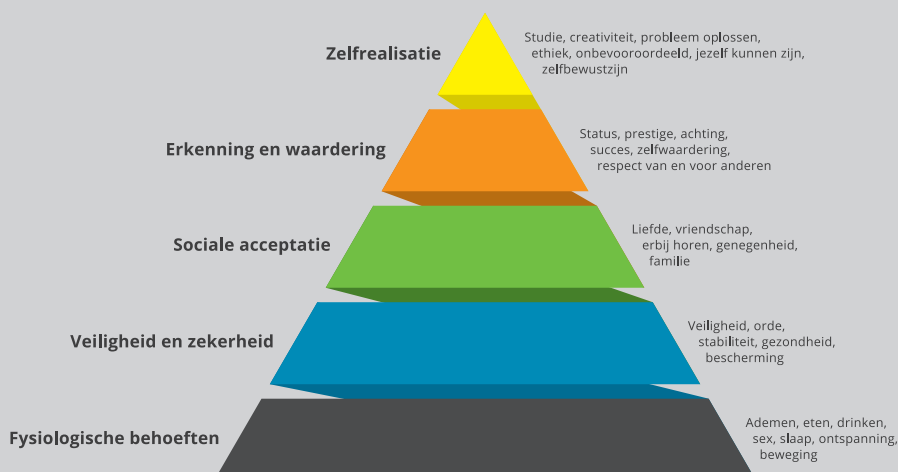 Zelfrealisatie
Studie, creativiteit, probleem oplossen,
ethiek, onbevooroordeeld, jezelf kunnen zijn,
zelfbewustzijn
Erkenning en waardering
Status, prestige, achting,
succes, zelfwaardering,
respect van en voor anderen
Sociale acceptatie
Liefde, vriendschap,
erbij horen, genegenheid,
familie
Veiligheid en zekerheid
Veiligheid, orde,
stabiliteit, gezondheid,
bescherming
Fysiologische behoeften
Ademen, eten, drinken,
sex, slaap, ontspanning,
beweging